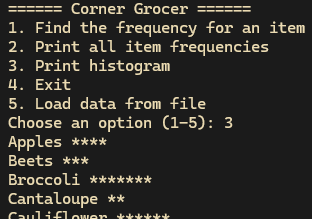 ====== Corner Grocer ======
1. Find the frequency for an item
2. Print all item frequencies
3. Print histogram
4. Exit
5. Load data from file
Choose an option (1-5): 3
Apples ****
Beets ***
Broccoli *******
Cantaloupe **
Cauliflower ******